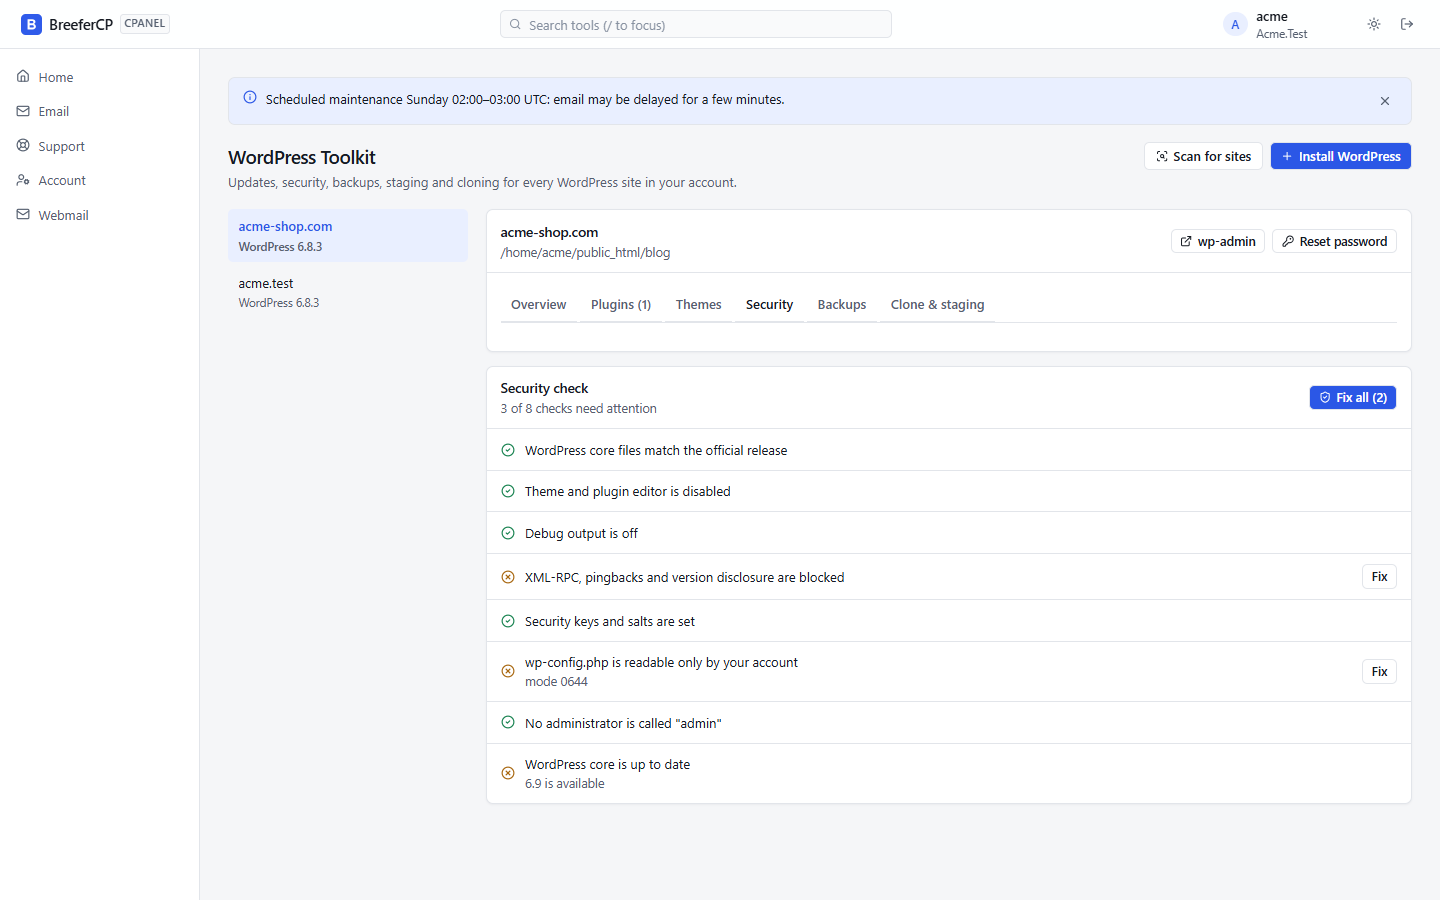 B BreeferCP CPANEL
Search tools (/ to focus)
A
acme
Acme.Test
Home
Email
Support
Account
Webmail
Scheduled maintenance Sunday 02:00–03:00 UTC: email may be delayed for a few minutes.
WordPress Toolkit
Updates, security, backups, staging and cloning for every WordPress site in your account.
Scan for sites
Install WordPress
acme-shop.com
WordPress 6.8.3
acme.test
WordPress 6.8.3
acme-shop.com
/home/acme/public_html/blog
wp-admin
Reset password
Overview Plugins (1) Themes Security Backups Clone & staging
Security check
3 of 8 checks need attention
Fix all (2)
WordPress core files match the official release
Theme and plugin editor is disabled
Debug output is off
XML-RPC, pingbacks and version disclosure are blocked
Fix
Security keys and salts are set
wp-config.php is readable only by your account
mode 0644
Fix
No administrator is called "admin"
WordPress core is up to date
6.9 is available